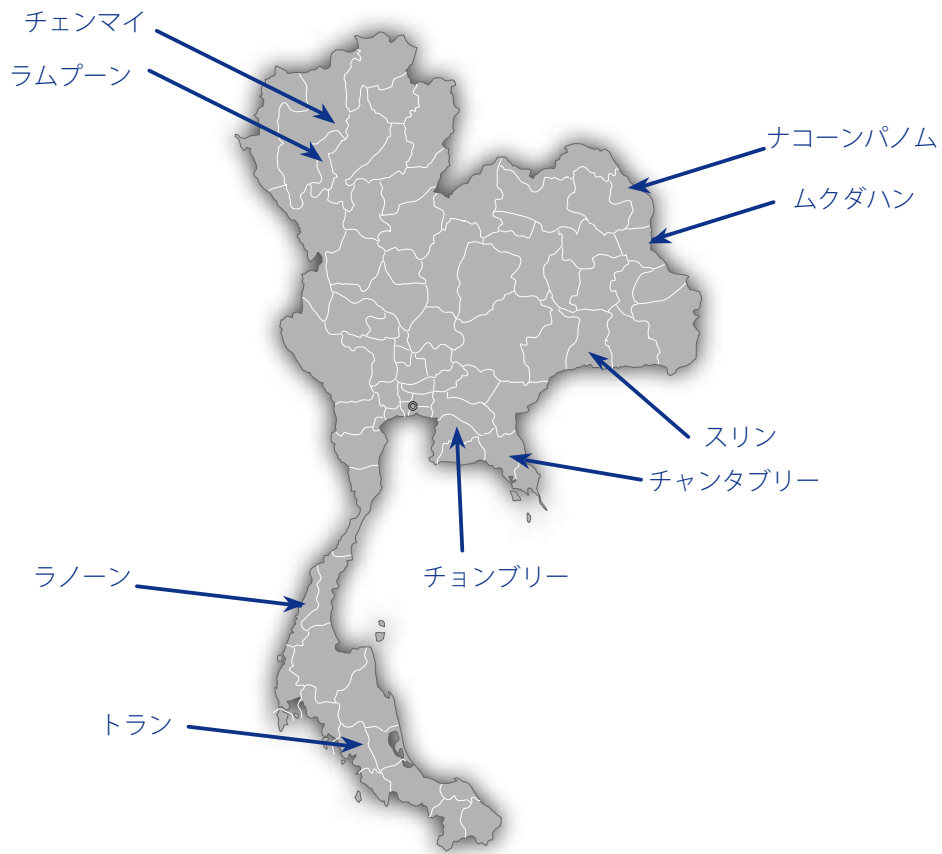 チェンマイ
ラムプーン
ナコーンパノム
ムクダハン
スリン
チャンタブリー
チョンブリー
ラノーン
トラン